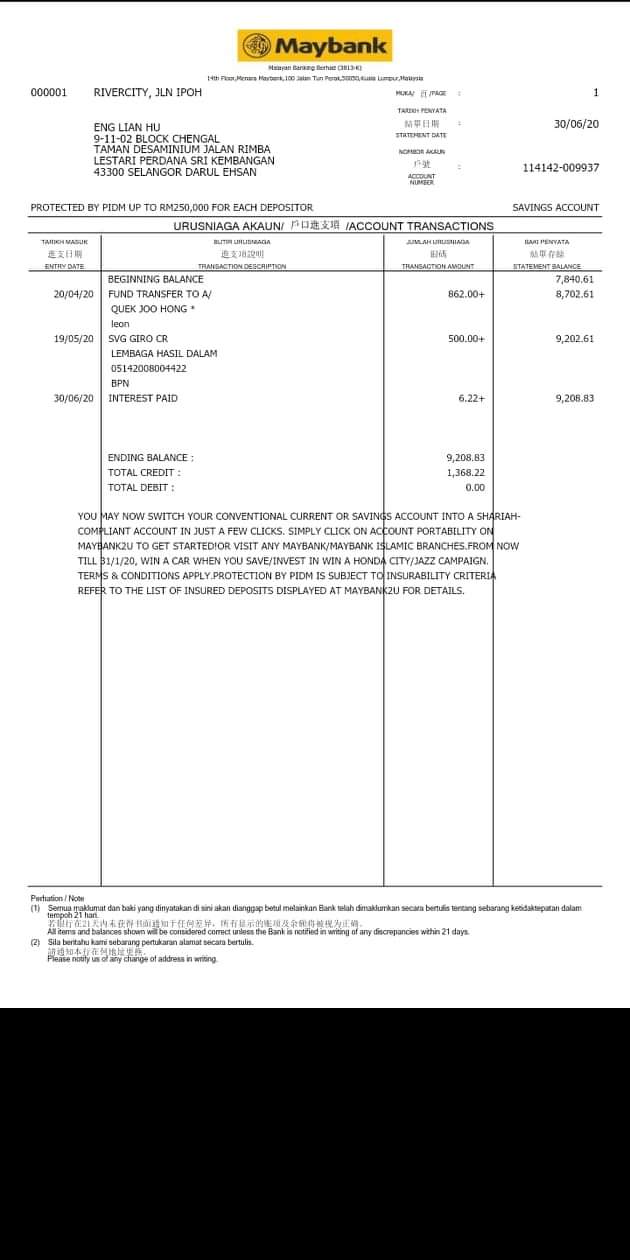 Maybank
Malayan Banking Berhad (3813-K)
14th Floor,Menara Maybank,100 Jalan Tun Perak,50050,Kuala Lumpur,Malaysia
000001 RIVERCITY, JLN IPOH MUKA/ 頁 /PAGE : 1
TARIKH PENYATA
結單日期 : 30/06/20
STATEMENT DATE
ENG LIAN HU
9-11-02 BLOCK CHENGAL
TAMAN DESAMINIUM JALAN RIMBA
LESTARI PERDANA SRI KEMBANGAN
43300 SELANGOR DARUL EHSAN
NOMBOR AKAUN
戶號 : 114142-009937
ACCOUNT
NUMBER
PROTECTED BY PIDM UP TO RM250,000 FOR EACH DEPOSITOR SAVINGS ACCOUNT
URUSNIAGA AKAUN/ 戶口進支項 /ACCOUNT TRANSACTIONS
TARIKH MASUK BUTIR URUSNIAGA JUMLAH URUSNIAGA BAKI PENYATA
進支日期 進支項說明 銀碼 結單存餘
ENTRY DATE TRANSACTION DESCRIPTION TRANSACTION AMOUNT STATEMENT BALANCE
BEGINNING BALANCE 7,840.61
20/04/20 FUND TRANSFER TO A/ 862.00+ 8,702.61
QUEK JOO HONG *
leon
19/05/20 SVG GIRO CR 500.00+ 9,202.61
LEMBAGA HASIL DALAM
05142008004422
BPN
30/06/20 INTEREST PAID 6.22+ 9,208.83
ENDING BALANCE : 9,208.83
TOTAL CREDIT : 1,368.22
TOTAL DEBIT : 0.00
YOU MAY NOW SWITCH YOUR CONVENTIONAL CURRENT OR SAVINGS ACCOUNT INTO A SHARIAH-
COMPLIANT ACCOUNT IN JUST A FEW CLICKS. SIMPLY CLICK ON ACCOUNT PORTABILITY ON
MAYBANK2U TO GET STARTED!OR VISIT ANY MAYBANK/MAYBANK ISLAMIC BRANCHES.FROM NOW
TILL 31/1/20, WIN A CAR WHEN YOU SAVE/INVEST IN WIN A HONDA CITY/JAZZ CAMPAIGN.
TERMS & CONDITIONS APPLY.PROTECTION BY PIDM IS SUBJECT TO INSURABILITY CRITERIA
REFER TO THE LIST OF INSURED DEPOSITS DISPLAYED AT MAYBANK2U FOR DETAILS.
Perhation / Note
(1) Semua maklumat dan baki yang dinyatakan di sini akan dianggap betul melainkan Bank telah dimaklumkan secara bertulis tentang sebarang ketidaktepatan dalam
tempoh 21 hari.
若銀行在21天內未获得书面通知于任何差异，所有显示的账项及余额将被视为正确。
All items and balances shown will be considered correct unless the Bank is notified in writing of any discrepancies within 21 days.
(2) Sila beritahu kami sebarang pertukaran alamat secara bertulis.
請通知本行在何地址更换。
Please notify us of any change of address in writing.